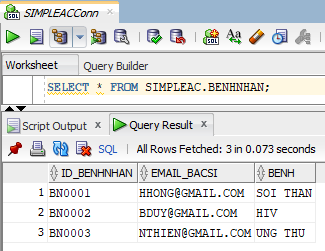 SIMPLEACConn
SQL
Worksheet Query Builder
SELECT * FROM SIMPLEAC.BENHNHAN;
Script Output Query Result
SQL All Rows Fetched: 3 in 0.073 seconds
ID_BENHNHAN EMAIL_BACSI BENH
1 BN0001 HHONG@GMAIL.COM SOI THAN
2 BN0002 BDUY@GMAIL.COM HIV
3 BN0003 NTHIEN@GMAIL.COM UNG THU